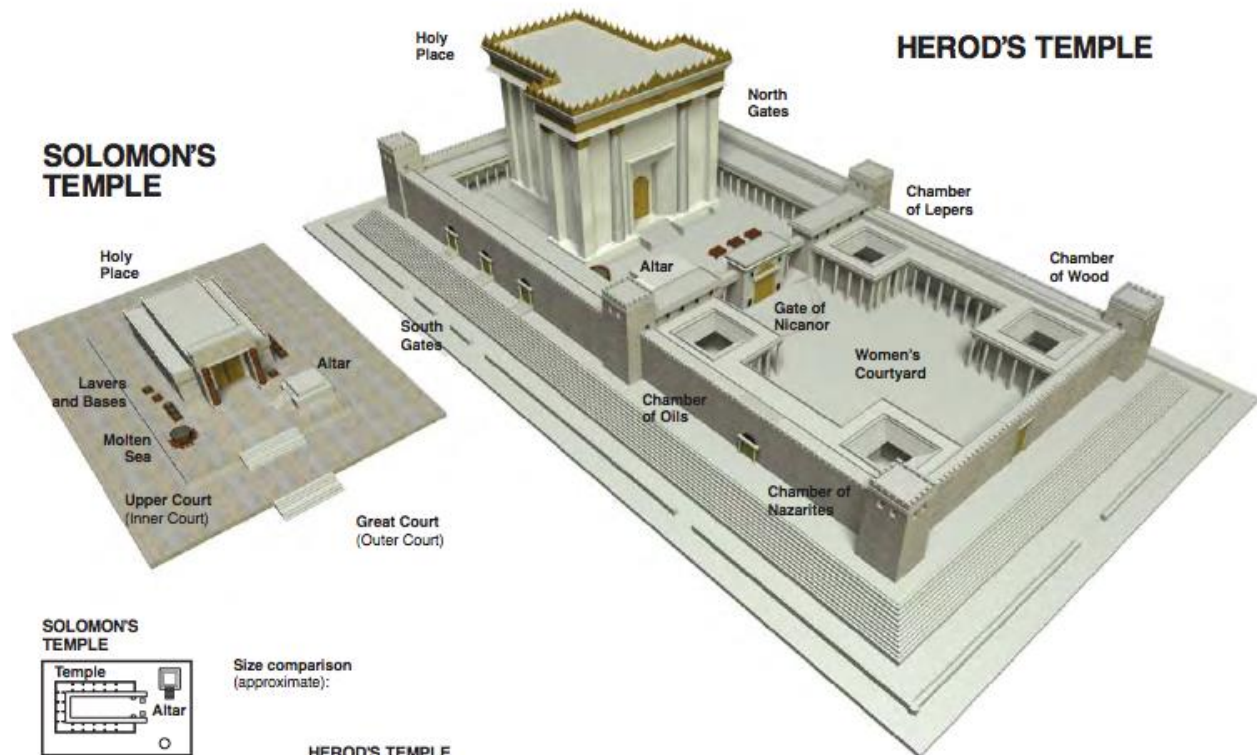 HEROD'S TEMPLE
Holy
Place
North
Gates
Chamber
of Lepers
Chamber
of Wood
Altar
Gate of
Nicanor
South
Gates
Women's
Courtyard
Chamber
of Oils
Chamber of
Nazarites
SOLOMON'S
TEMPLE
Holy
Place
Altar
Lavers
and Bases
Molten
Sea
Upper Court
(Inner Court)
Great Court
(Outer Court)
SOLOMON'S
TEMPLE
Temple
Altar
Size comparison
(approximate):
HEROD'S TEMPLE